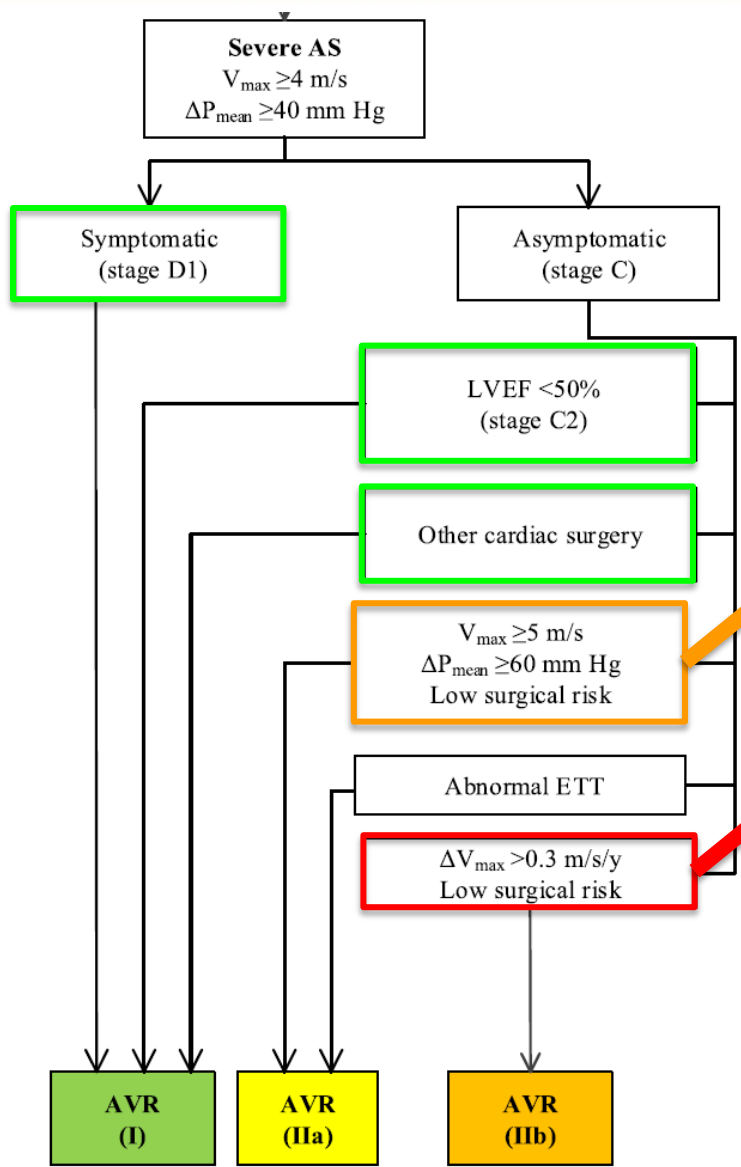 Severe AS
Vmax ≥4 m/s
ΔPmean ≥40 mm Hg
Symptomatic
(stage D1)
Asymptomatic
(stage C)
LVEF <50%
(stage C2)
Other cardiac surgery
Vmax ≥5 m/s
ΔPmean ≥60 mm Hg
Low surgical risk
Abnormal ETT
ΔVmax >0.3 m/s/y
Low surgical risk
AVR
(I)
AVR
(IIa)
AVR
(IIb)